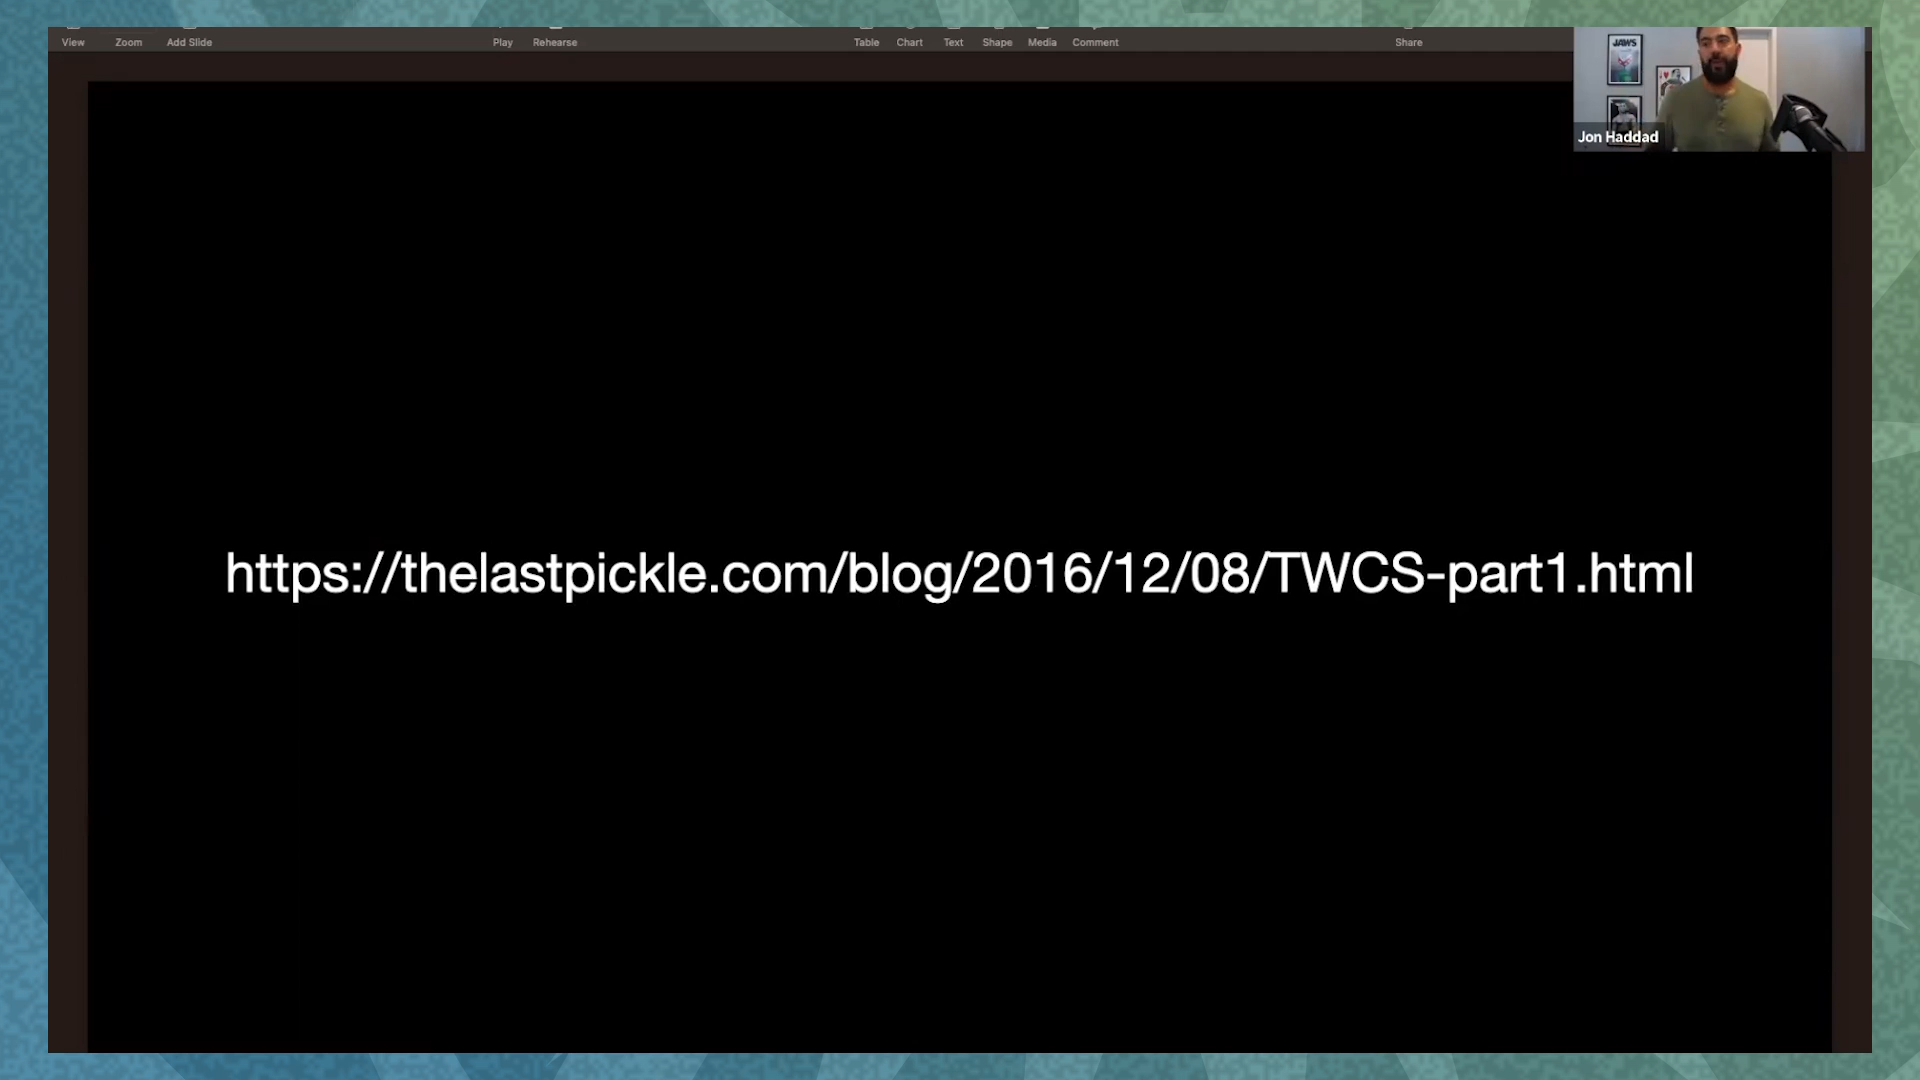 View Zoom Add Slide Play Rehearse Table Chart Text Shape Media Comment Share
JAWS
Jon Haddad
https://thelastpickle.com/blog/2016/12/08/TWCS-part1.html